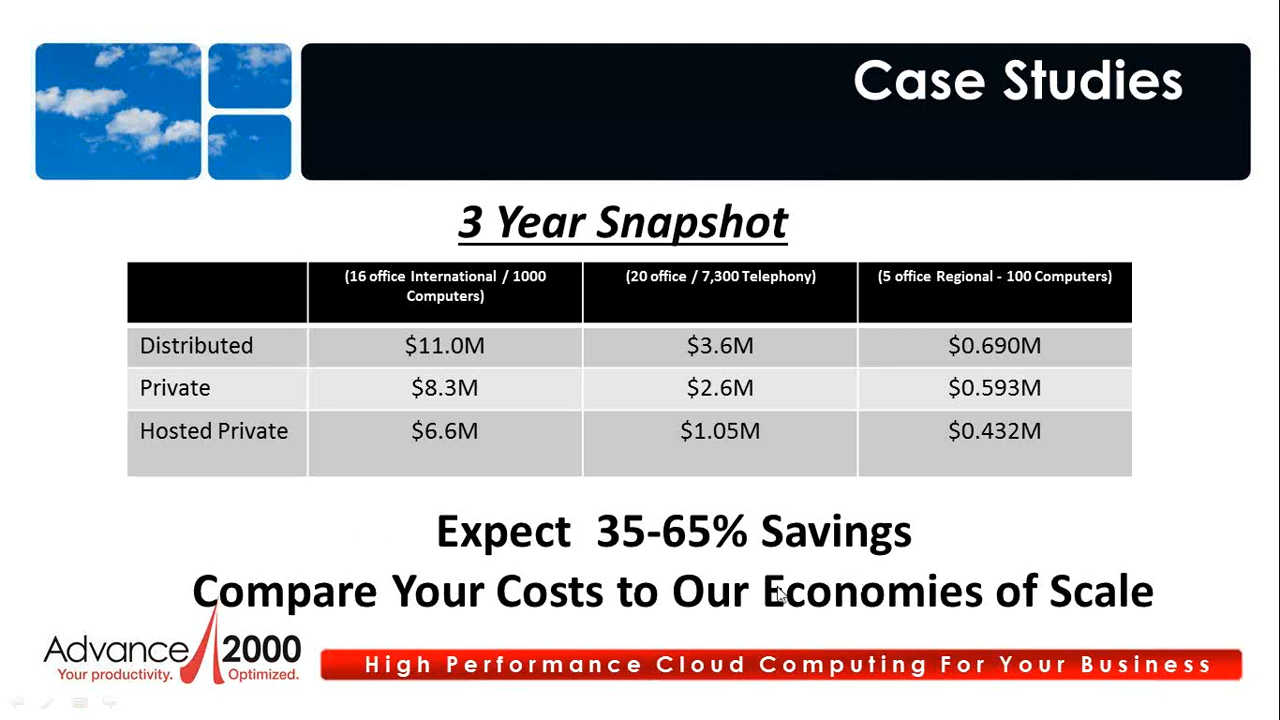 Case Studies
3 Year Snapshot
(16 office International / 1000
Computers)
(20 office / 7,300 Telephony)
(5 office Regional - 100 Computers)
Distributed $11.0M $3.6M $0.690M
Private $8.3M $2.6M $0.593M
Hosted Private $6.6M $1.05M $0.432M
Expect 35-65% Savings
Compare Your Costs to Our Economies of Scale
Advance 2000
Your productivity. Optimized.
High Performance Cloud Computing For Your Business